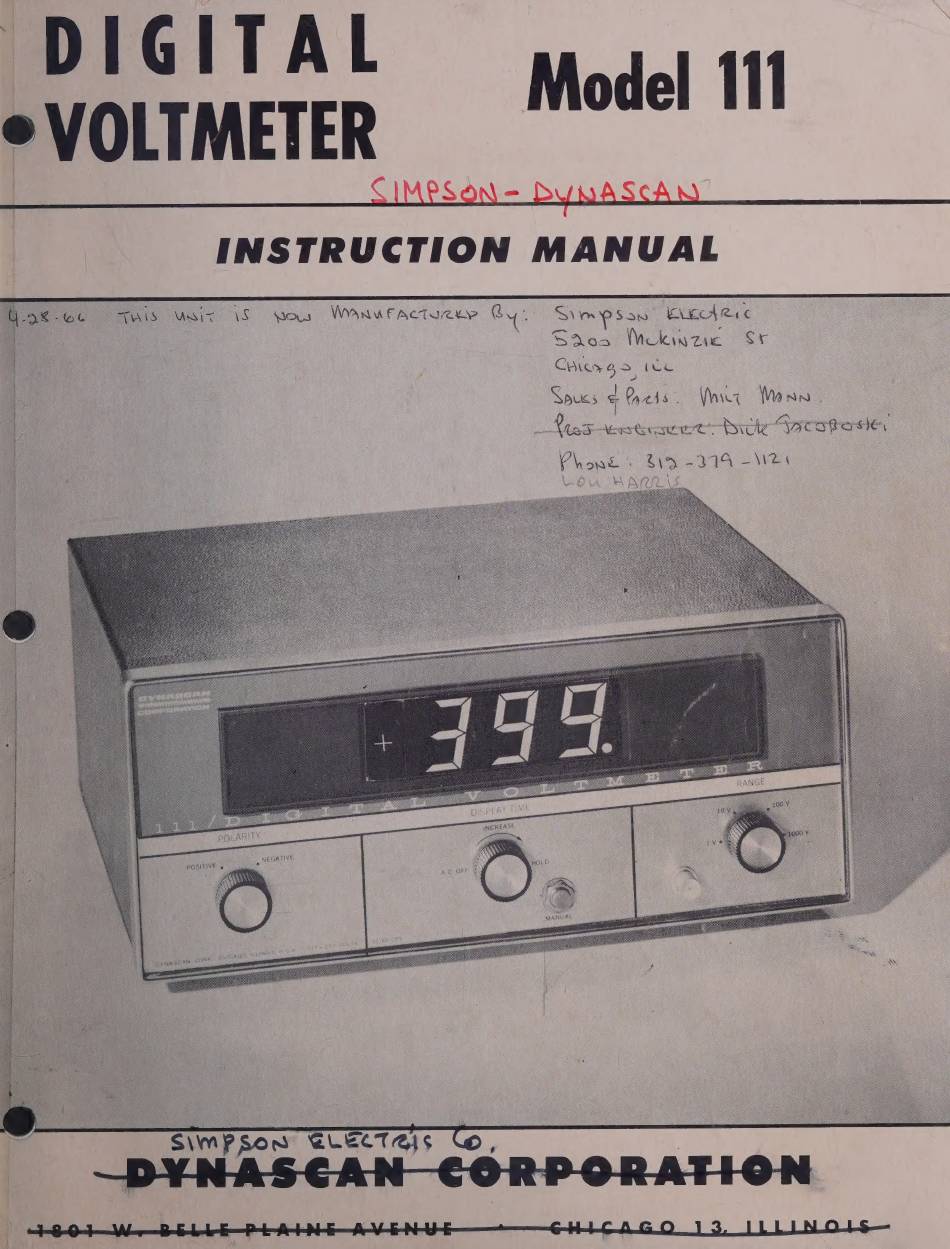 DIGITAL
VOLTMETER
Model 111
SIMPSON - DYNASCAN
INSTRUCTION MANUAL
4-28-66 THIS UNIT IS NOW MANUFACTURED By: Simpson ELECTRIC
5200 McKINZIE ST
CHICAGO, ILL
SALES & PARTS: MILT MANN
PROJ ENGINEER: DICK JACOBOSKI
PHONE: 312-379-1121
LOU HARRIS
DYNASCAN
CORPORATION
+ 399.
111/DIGITAL VOLTMETER
POLARITY
DISPLAY TIME
RANGE
POSITIVE
NEGATIVE
INCREASE
A.C. OFF
HOLD
MANUAL
10 V
100 V
1 V
1000 V
SIMPSON ELECTRIC Co.
DYNASCAN CORPORATION
1801 W. BELLE PLAINE AVENUE · CHICAGO 13, ILLINOIS